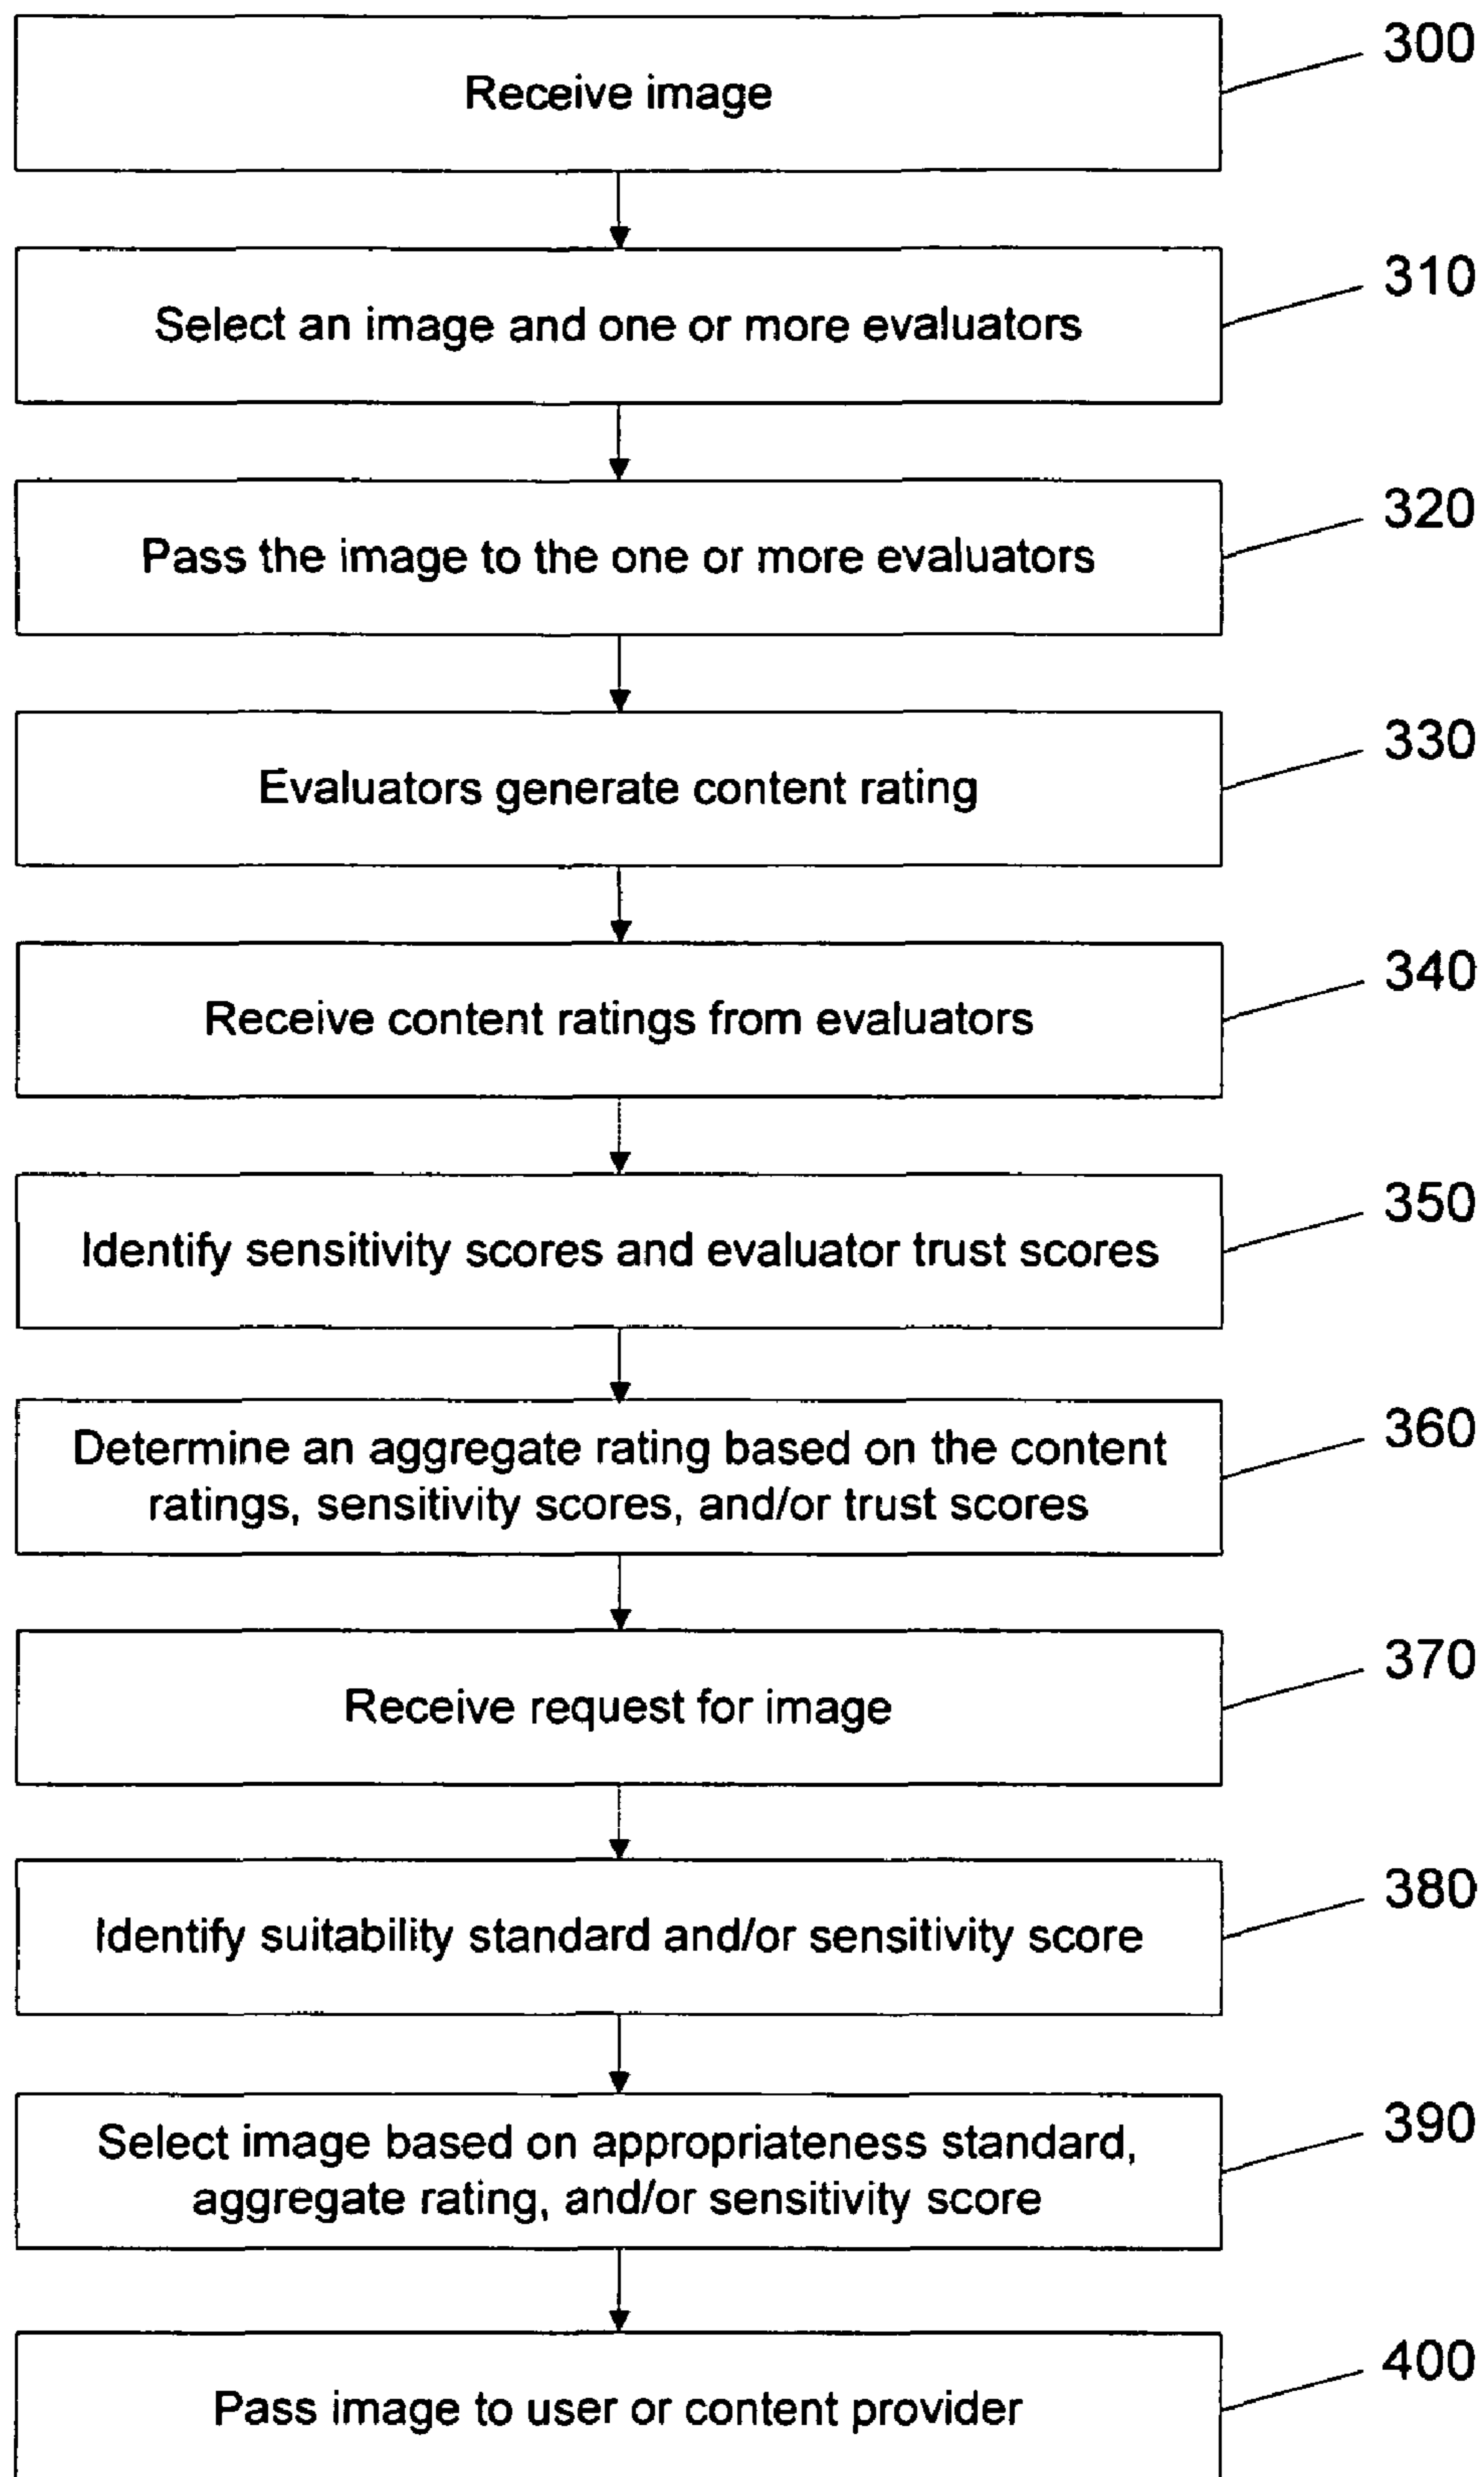 Receive image
300
Select an image and one or more evaluators
310
Pass the image to the one or more evaluators
320
Evaluators generate content rating
330
Receive content ratings from evaluators
340
Identify sensitivity scores and evaluator trust scores
350
Determine an aggregate rating based on the content
ratings, sensitivity scores, and/or trust scores
360
Receive request for image
370
Identify suitability standard and/or sensitivity score
380
Select image based on appropriateness standard,
aggregate rating, and/or sensitivity score
390
Pass image to user or content provider
400